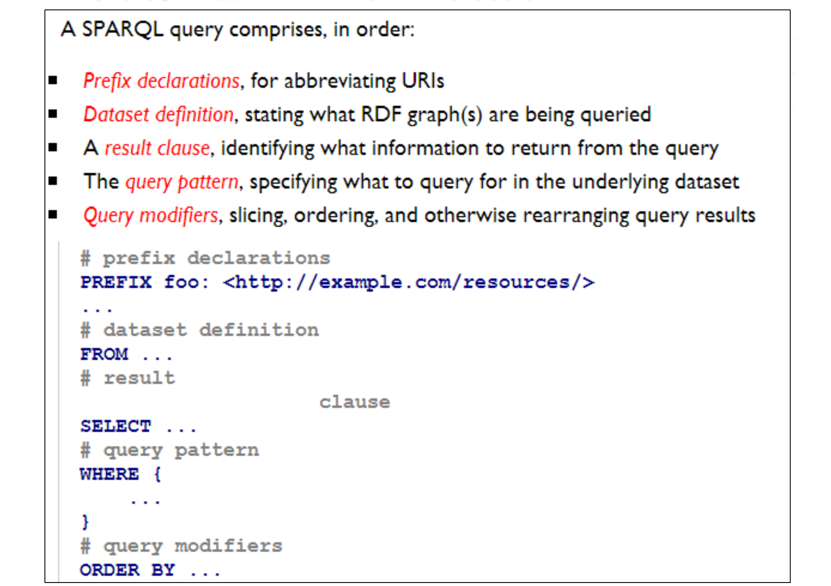 A SPARQL query comprises, in order:
▪ Prefix declarations, for abbreviating URIs
▪ Dataset definition, stating what RDF graph(s) are being queried
▪ A result clause, identifying what information to return from the query
▪ The query pattern, specifying what to query for in the underlying dataset
▪ Query modifiers, slicing, ordering, and otherwise rearranging query results
# prefix declarations
PREFIX foo: <http://example.com/resources/>
...
# dataset definition
FROM ...
# result
clause
SELECT ...
# query pattern
WHERE {
...
}
# query modifiers
ORDER BY ...